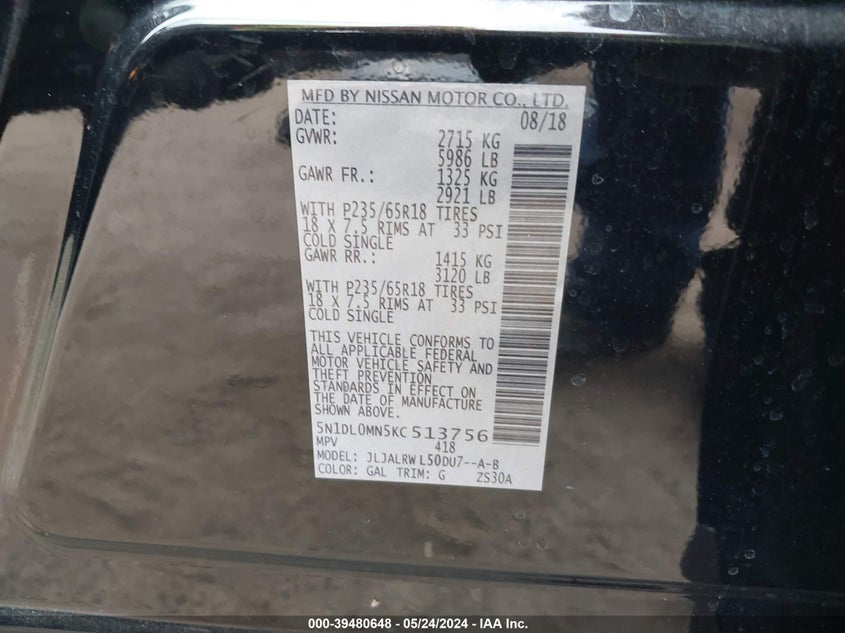 MFD BY NISSAN MOTOR CO., LTD.
DATE: 08/18
GVWR: 2715 KG
5986 LB
GAWR FR.: 1325 KG
2921 LB
WITH P235/65R18 TIRES
18 X 7.5 RIMS AT 33 PSI
COLD SINGLE
GAWR RR.: 1415 KG
3120 LB
WITH P235/65R18 TIRES
18 X 7.5 RIMS AT 33 PSI
COLD SINGLE
THIS VEHICLE CONFORMS TO
ALL APPLICABLE FEDERAL
MOTOR VEHICLE SAFETY AND
THEFT PREVENTION
STANDARDS IN EFFECT ON
THE DATE OF MANUFACTURE
SHOWN ABOVE.
5N1DL0MN5KC513756
MPV 418
MODEL: JLJALRWL50DU7--A-B
COLOR: GAL TRIM: G ZS30A
000-39480648 - 05/24/2024 - IAA Inc.